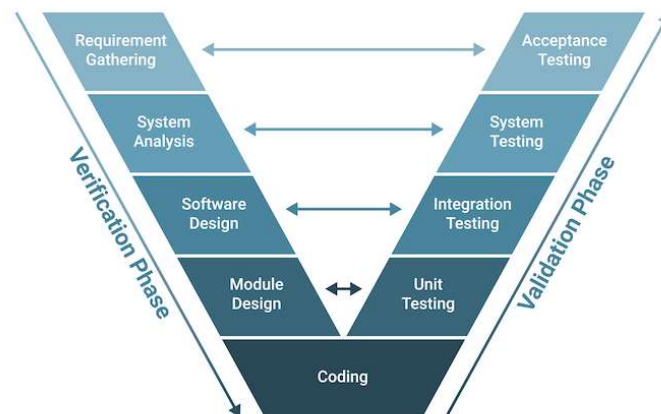 Requirement
Gathering
Acceptance
Testing
System
Analysis
System
Testing
Verification Phase
Software
Design
Integration
Testing
Validation Phase
Module
Design
Unit
Testing
Coding